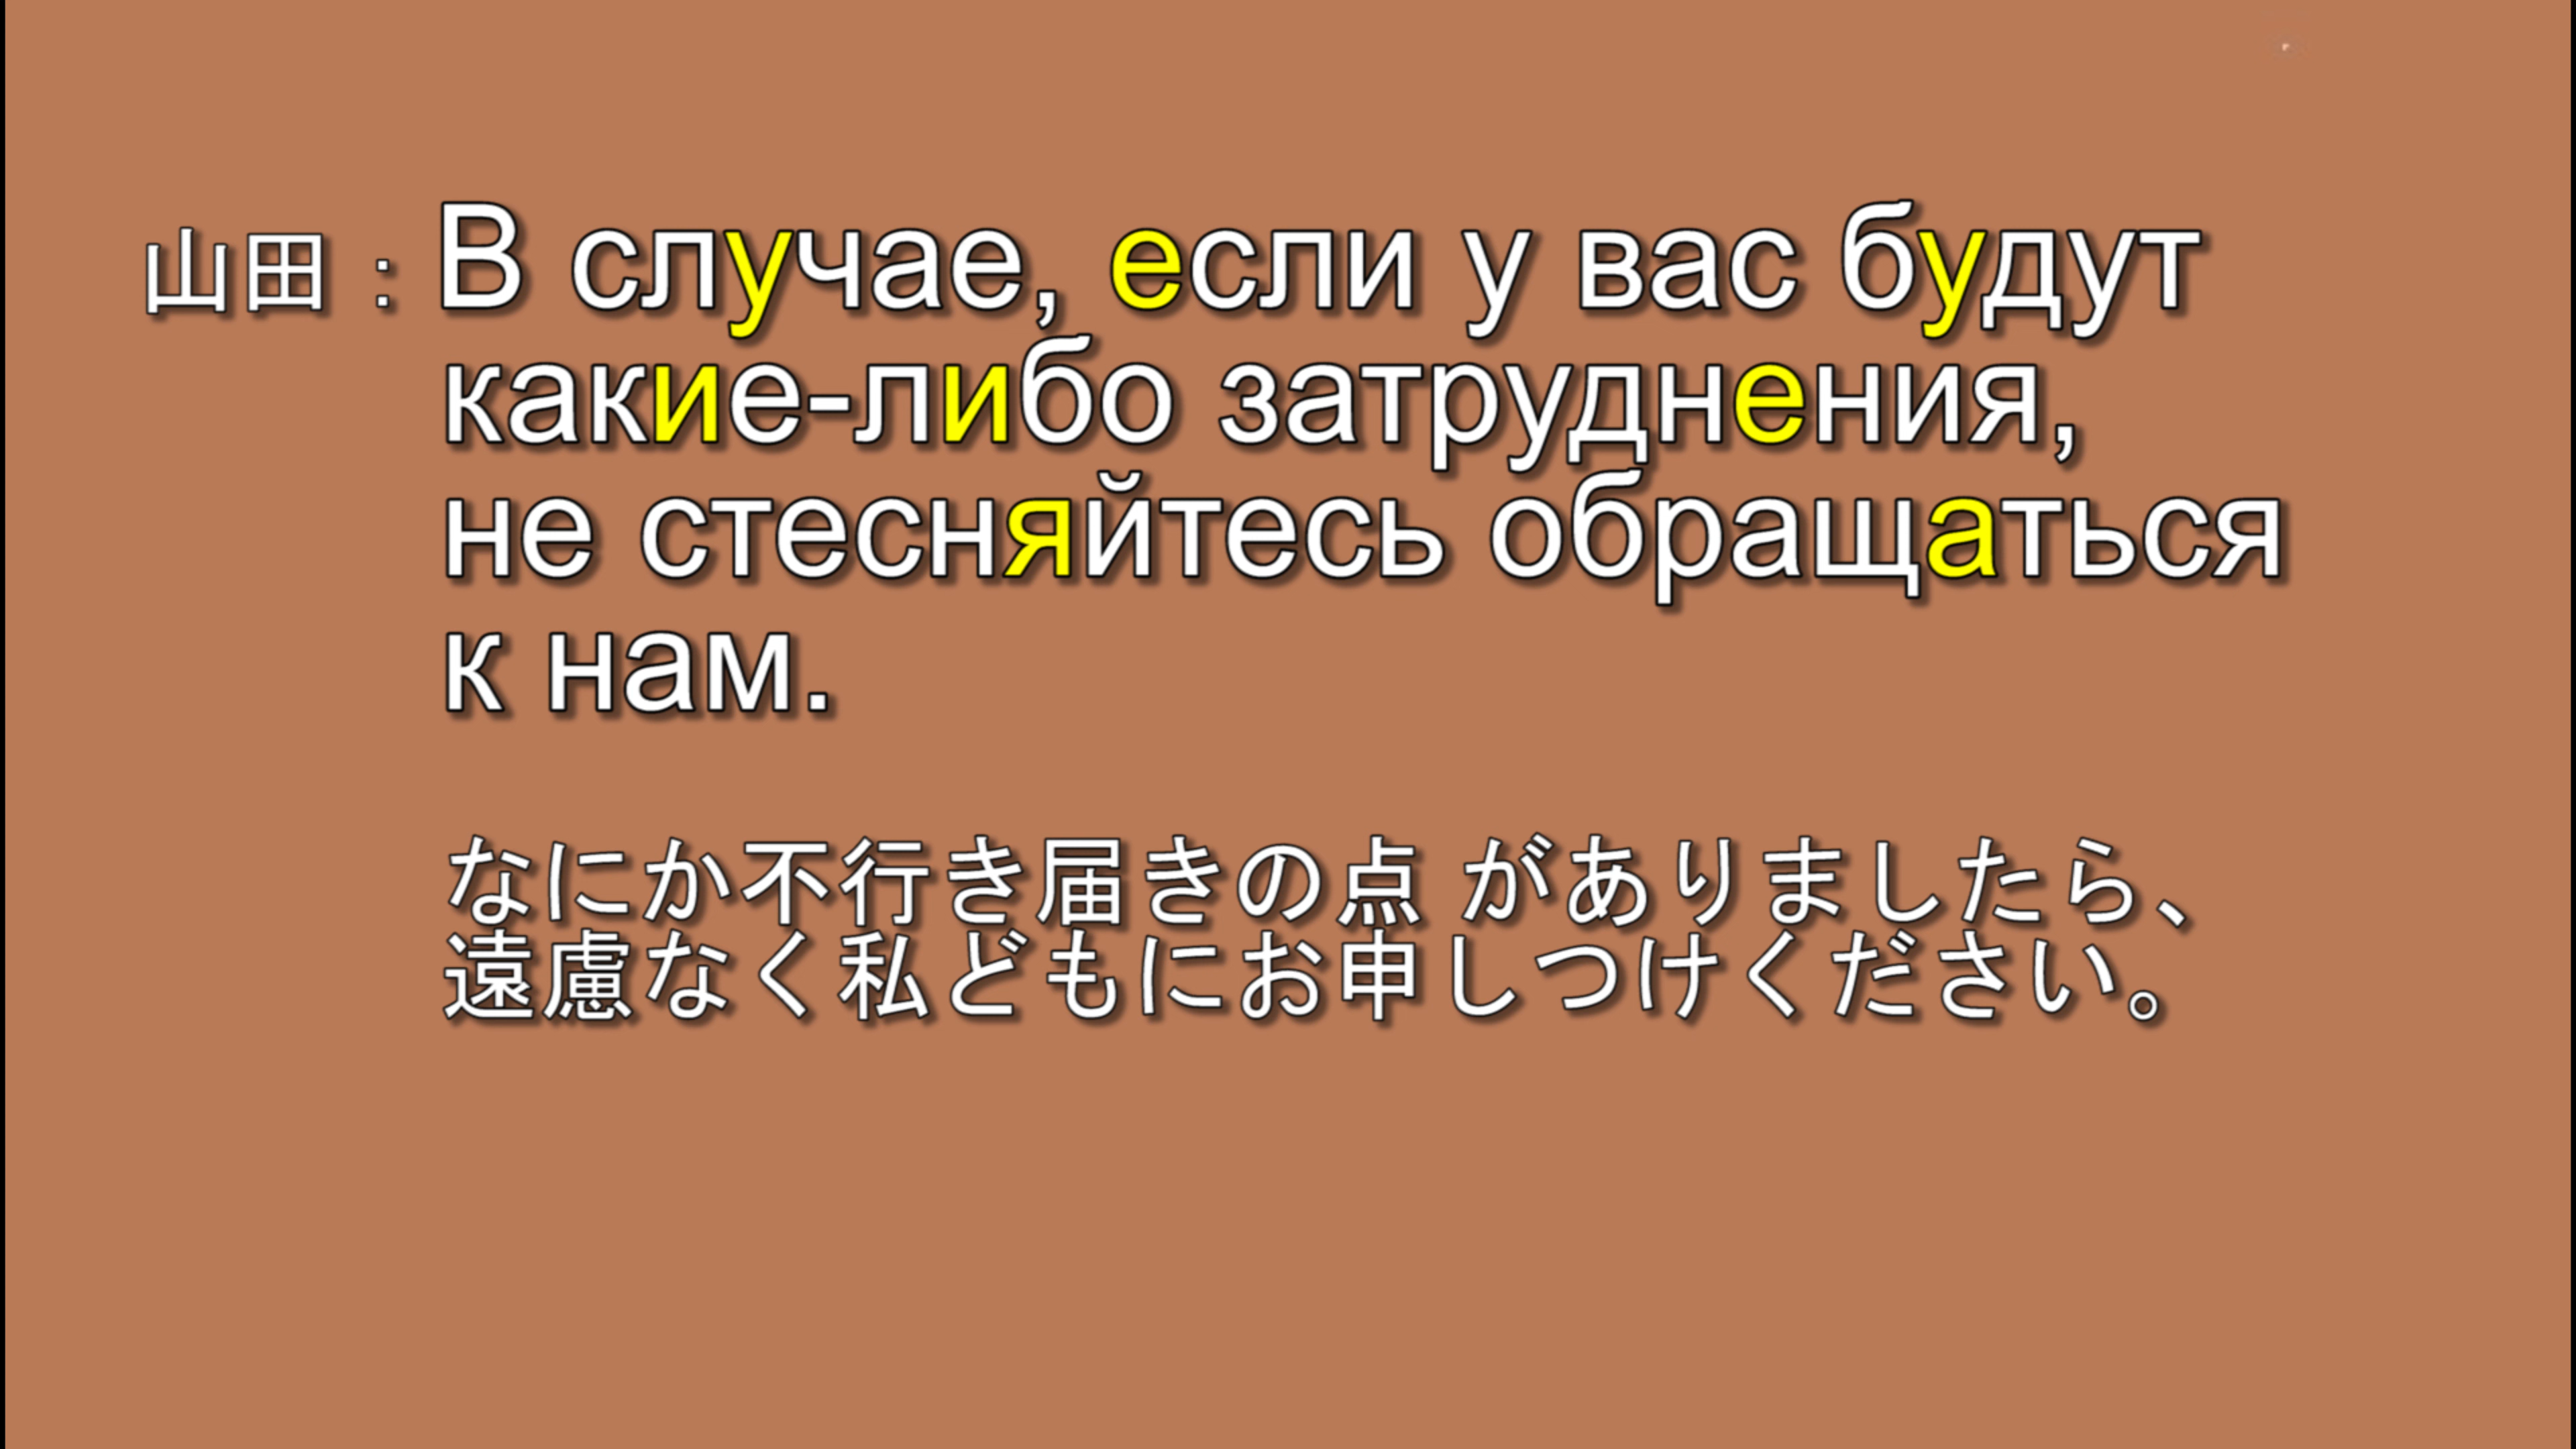 山田：В случае, если у вас будут
какие-либо затруднения,
не стесняйтесь обращаться
к нам.
なにか不行き届きの点 がありましたら、
遠慮なく私どもにお申しつけください。